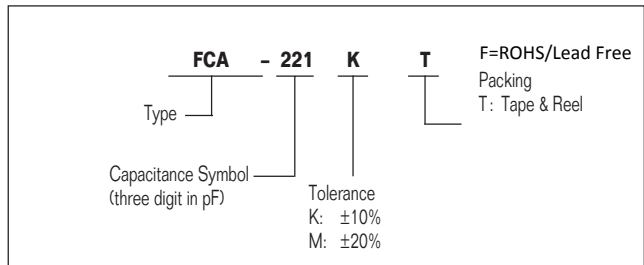 FCA - 221 K T F=ROHS/Lead Free
Packing
T: Tape & Reel
Type
Capacitance Symbol
(three digit in pF)
Tolerance
K: ±10%
M: ±20%